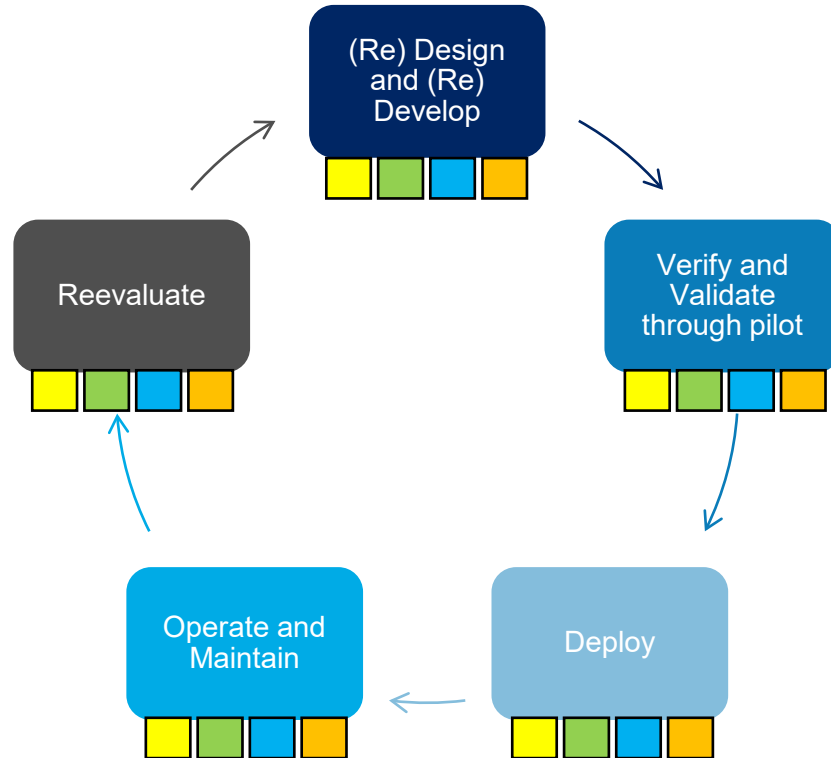 (Re) Design
and (Re)
Develop
Verify and
Validate
through pilot
Deploy
Operate and
Maintain
Reevaluate